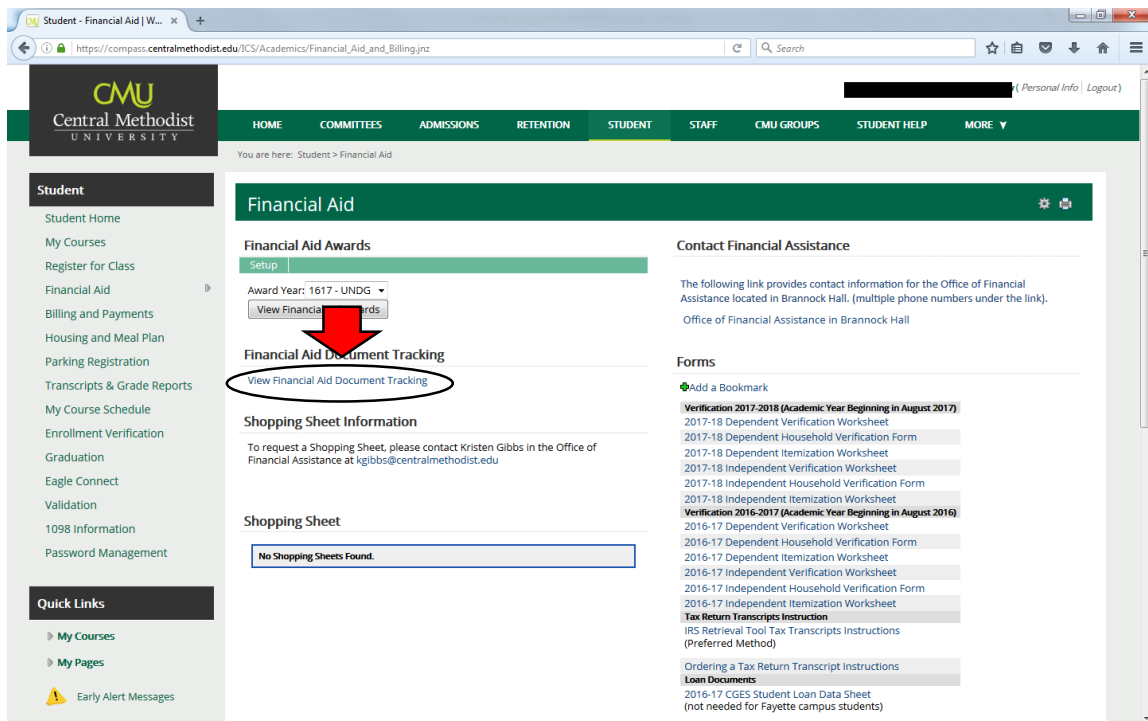 Student - Financial Aid | W...
https://compass.centralmethodist.edu/ICS/Academics/Financial_Aid_and_Billing.jnz
Search
CMU
Central Methodist
UNIVERSITY
( Personal Info | Logout )
HOME COMMITTEES ADMISSIONS RETENTION STUDENT STAFF CMU GROUPS STUDENT HELP MORE
You are here: Student > Financial Aid
Student
Student Home
My Courses
Register for Class
Financial Aid
Billing and Payments
Housing and Meal Plan
Parking Registration
Transcripts & Grade Reports
My Course Schedule
Enrollment Verification
Graduation
Eagle Connect
Validation
1098 Information
Password Management
Quick Links
My Courses
My Pages
Early Alert Messages
Financial Aid
Financial Aid Awards
Setup
Award Year: 1617 - UNDG
View
Financial Aid Document Tracking
View Financial Aid Document Tracking
Shopping Sheet Information
To request a Shopping Sheet, please contact Kristen Gibbs in the Office of
Financial Assistance at kgibbs@centralmethodist.edu
Shopping Sheet
No Shopping Sheets Found.
Contact Financial Assistance
The following link provides contact information for the Office of Financial
Assistance located in Brannock Hall. (multiple phone numbers under the link).
Office of Financial Assistance in Brannock Hall
Forms
Add a Bookmark
Verification 2017-2018 (Academic Year Beginning in August 2017)
2017-18 Dependent Verification Worksheet
2017-18 Dependent Household Verification Form
2017-18 Dependent Itemization Worksheet
2017-18 Independent Verification Worksheet
2017-18 Independent Household Verification Form
2017-18 Independent Itemization Worksheet
Verification 2016-2017 (Academic Year Beginning in August 2016)
2016-17 Dependent Verification Worksheet
2016-17 Dependent Household Verification Form
2016-17 Dependent Itemization Worksheet
2016-17 Independent Verification Worksheet
2016-17 Independent Household Verification Form
2016-17 Independent Itemization Worksheet
Tax Return Transcripts Instruction
IRS Retrieval Tool Tax Transcripts Instructions
(Preferred Method)
Ordering a Tax Return Transcript Instructions
Loan Documents
2016-17 CGES Student Loan Data Sheet
(not needed for Fayette campus students)